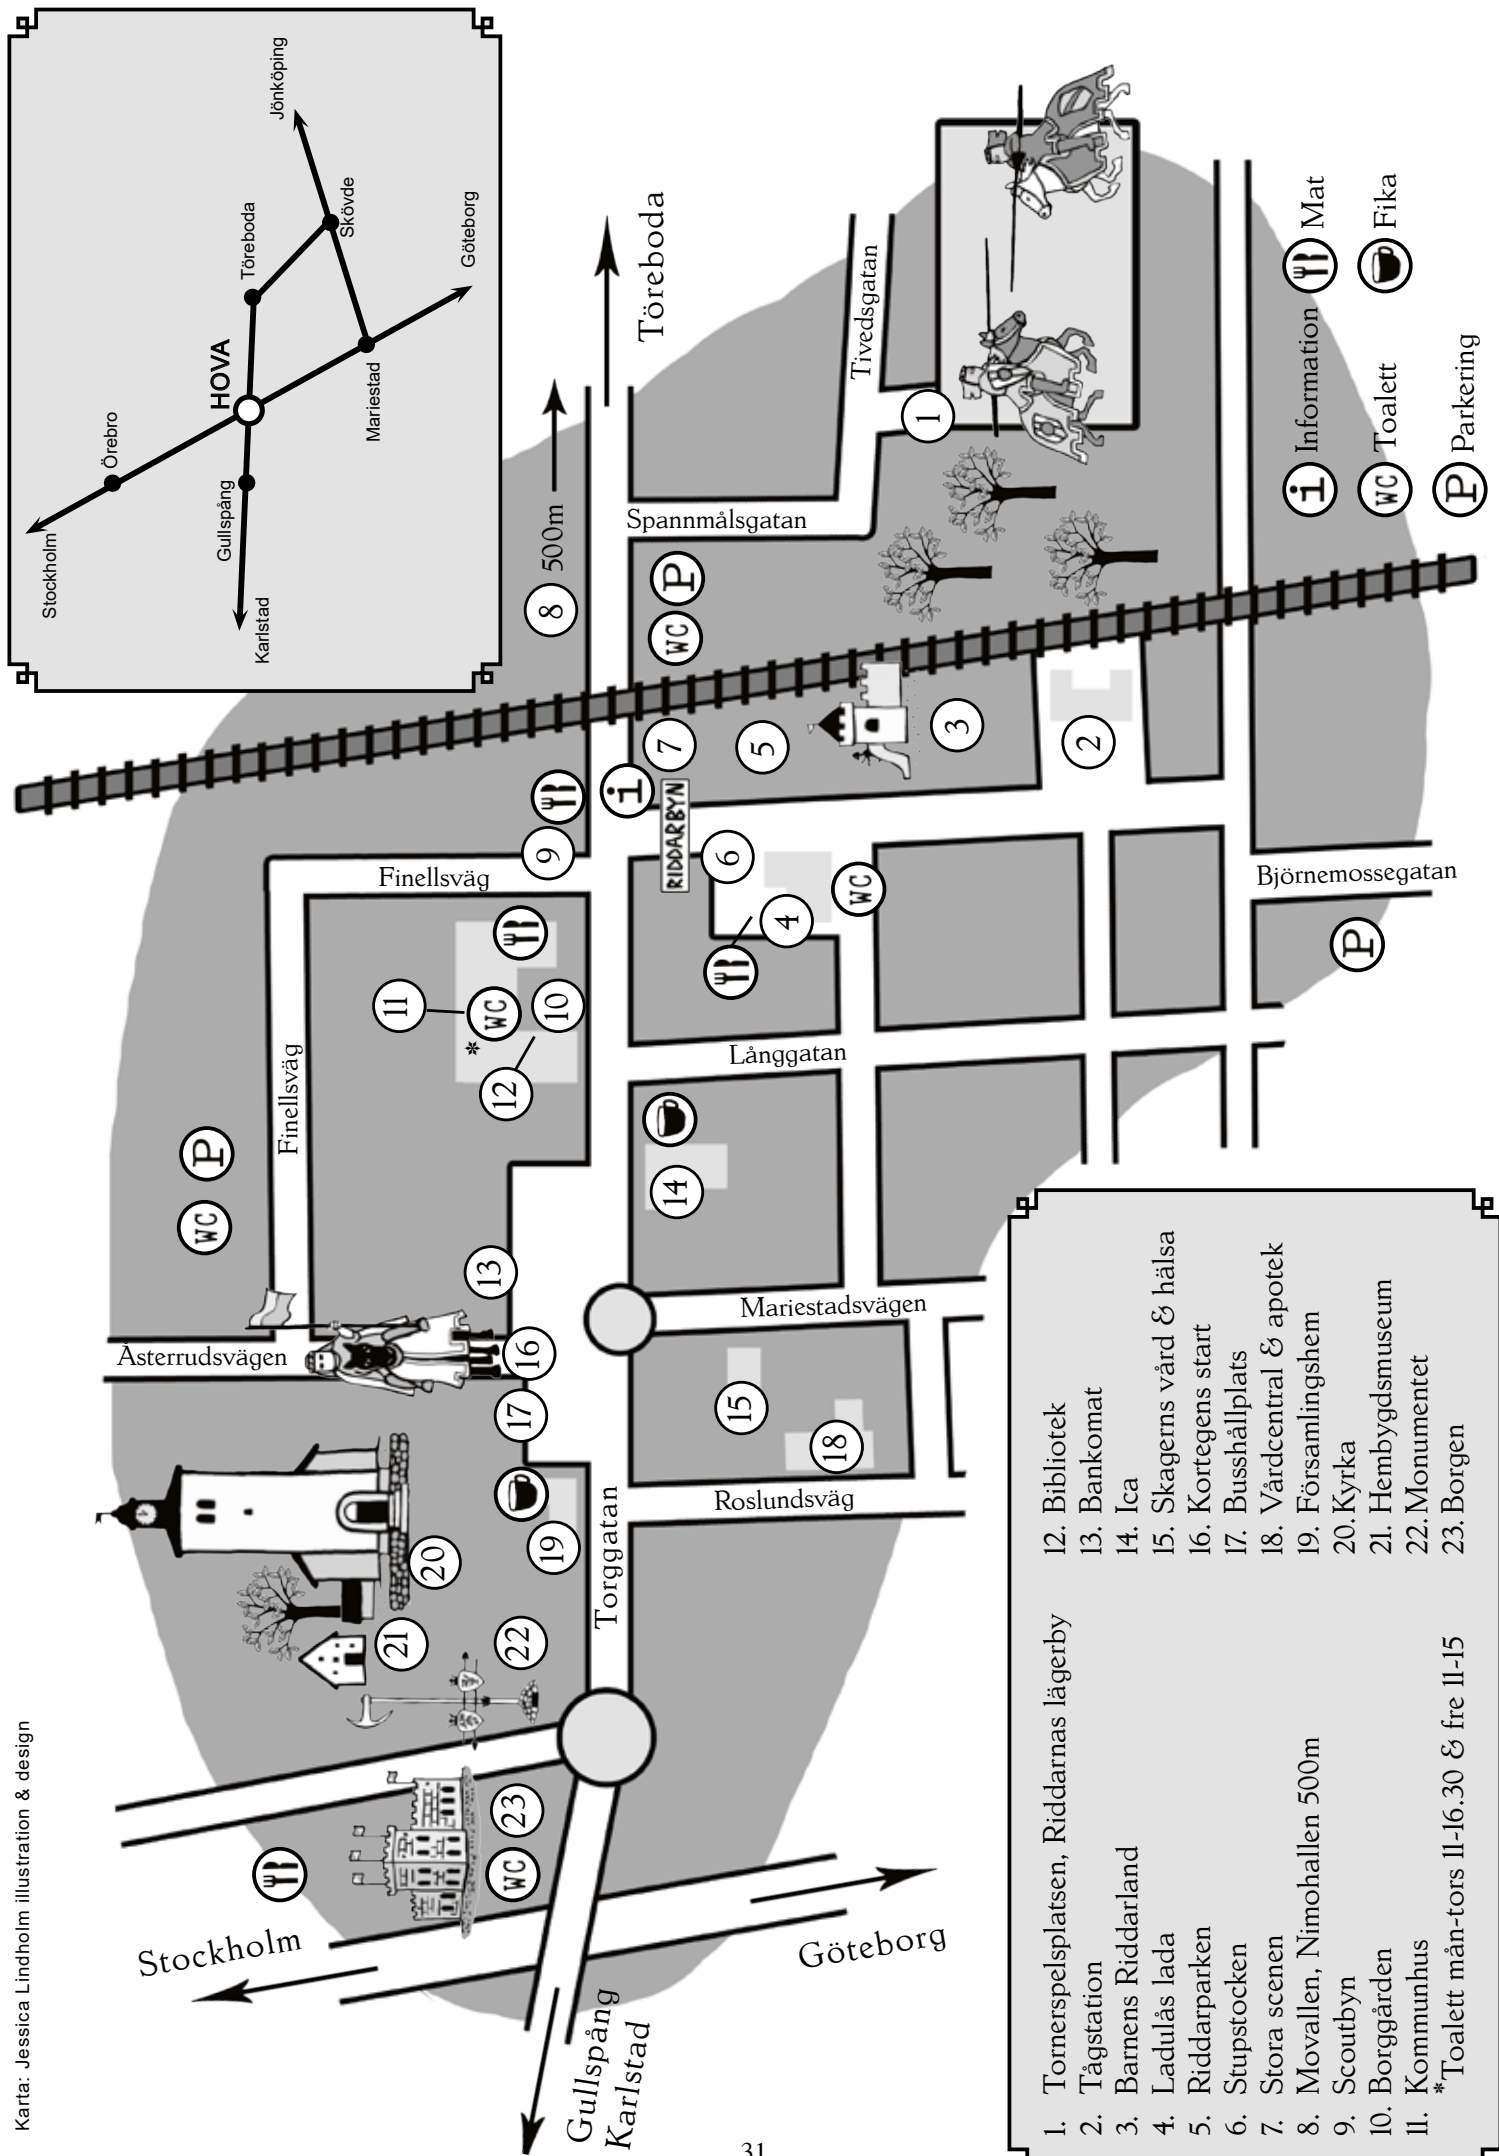 Karta: Jessica Lindholm illustration & design
Stockholm
Örebro
HOVA
Karlstad
Gullspång
Töreboda
Jönköping
Skövde
Mariestad
Göteborg
Åsterrudsvägen
Finellsväg
Finellsväg
WC
P
Stockholm
Göteborg
Gullspång
Karlstad
WC
23
22
21
20
19
17
16
13
12
11
*
WC
10
9
8
500m
Töreboda
Torggatan
Roslundsväg
18
15
Mariestadsvägen
14
Långgatan
4
6
WC
RIDDARBYN
i
7
5
3
2
WC
P
Spannmålsgatan
Tivedsgatan
1
Björnemossegatan
P
i Information
Mat
WC Toalett
Fika
P Parkering
1. Tornerspelsplatsen, Riddarnas lägerby
2. Tågstation
3. Barnens Riddarland
4. Ladulås lada
5. Riddarparken
6. Stupstocken
7. Stora scenen
8. Movallen, Nimohallen 500m
9. Scoutbyn
10. Borggården
11. Kommunhus
*Toalett mån-tors 11-16.30 & fre 11-15
12. Bibliotek
13. Bankomat
14. Ica
15. Skagerns vård & hälsa
16. Kortegens start
17. Busshållplats
18. Vårdcentral & apotek
19. Församlingshem
20. Kyrka
21. Hembygdsmuseum
22. Monumentet
23. Borgen
31